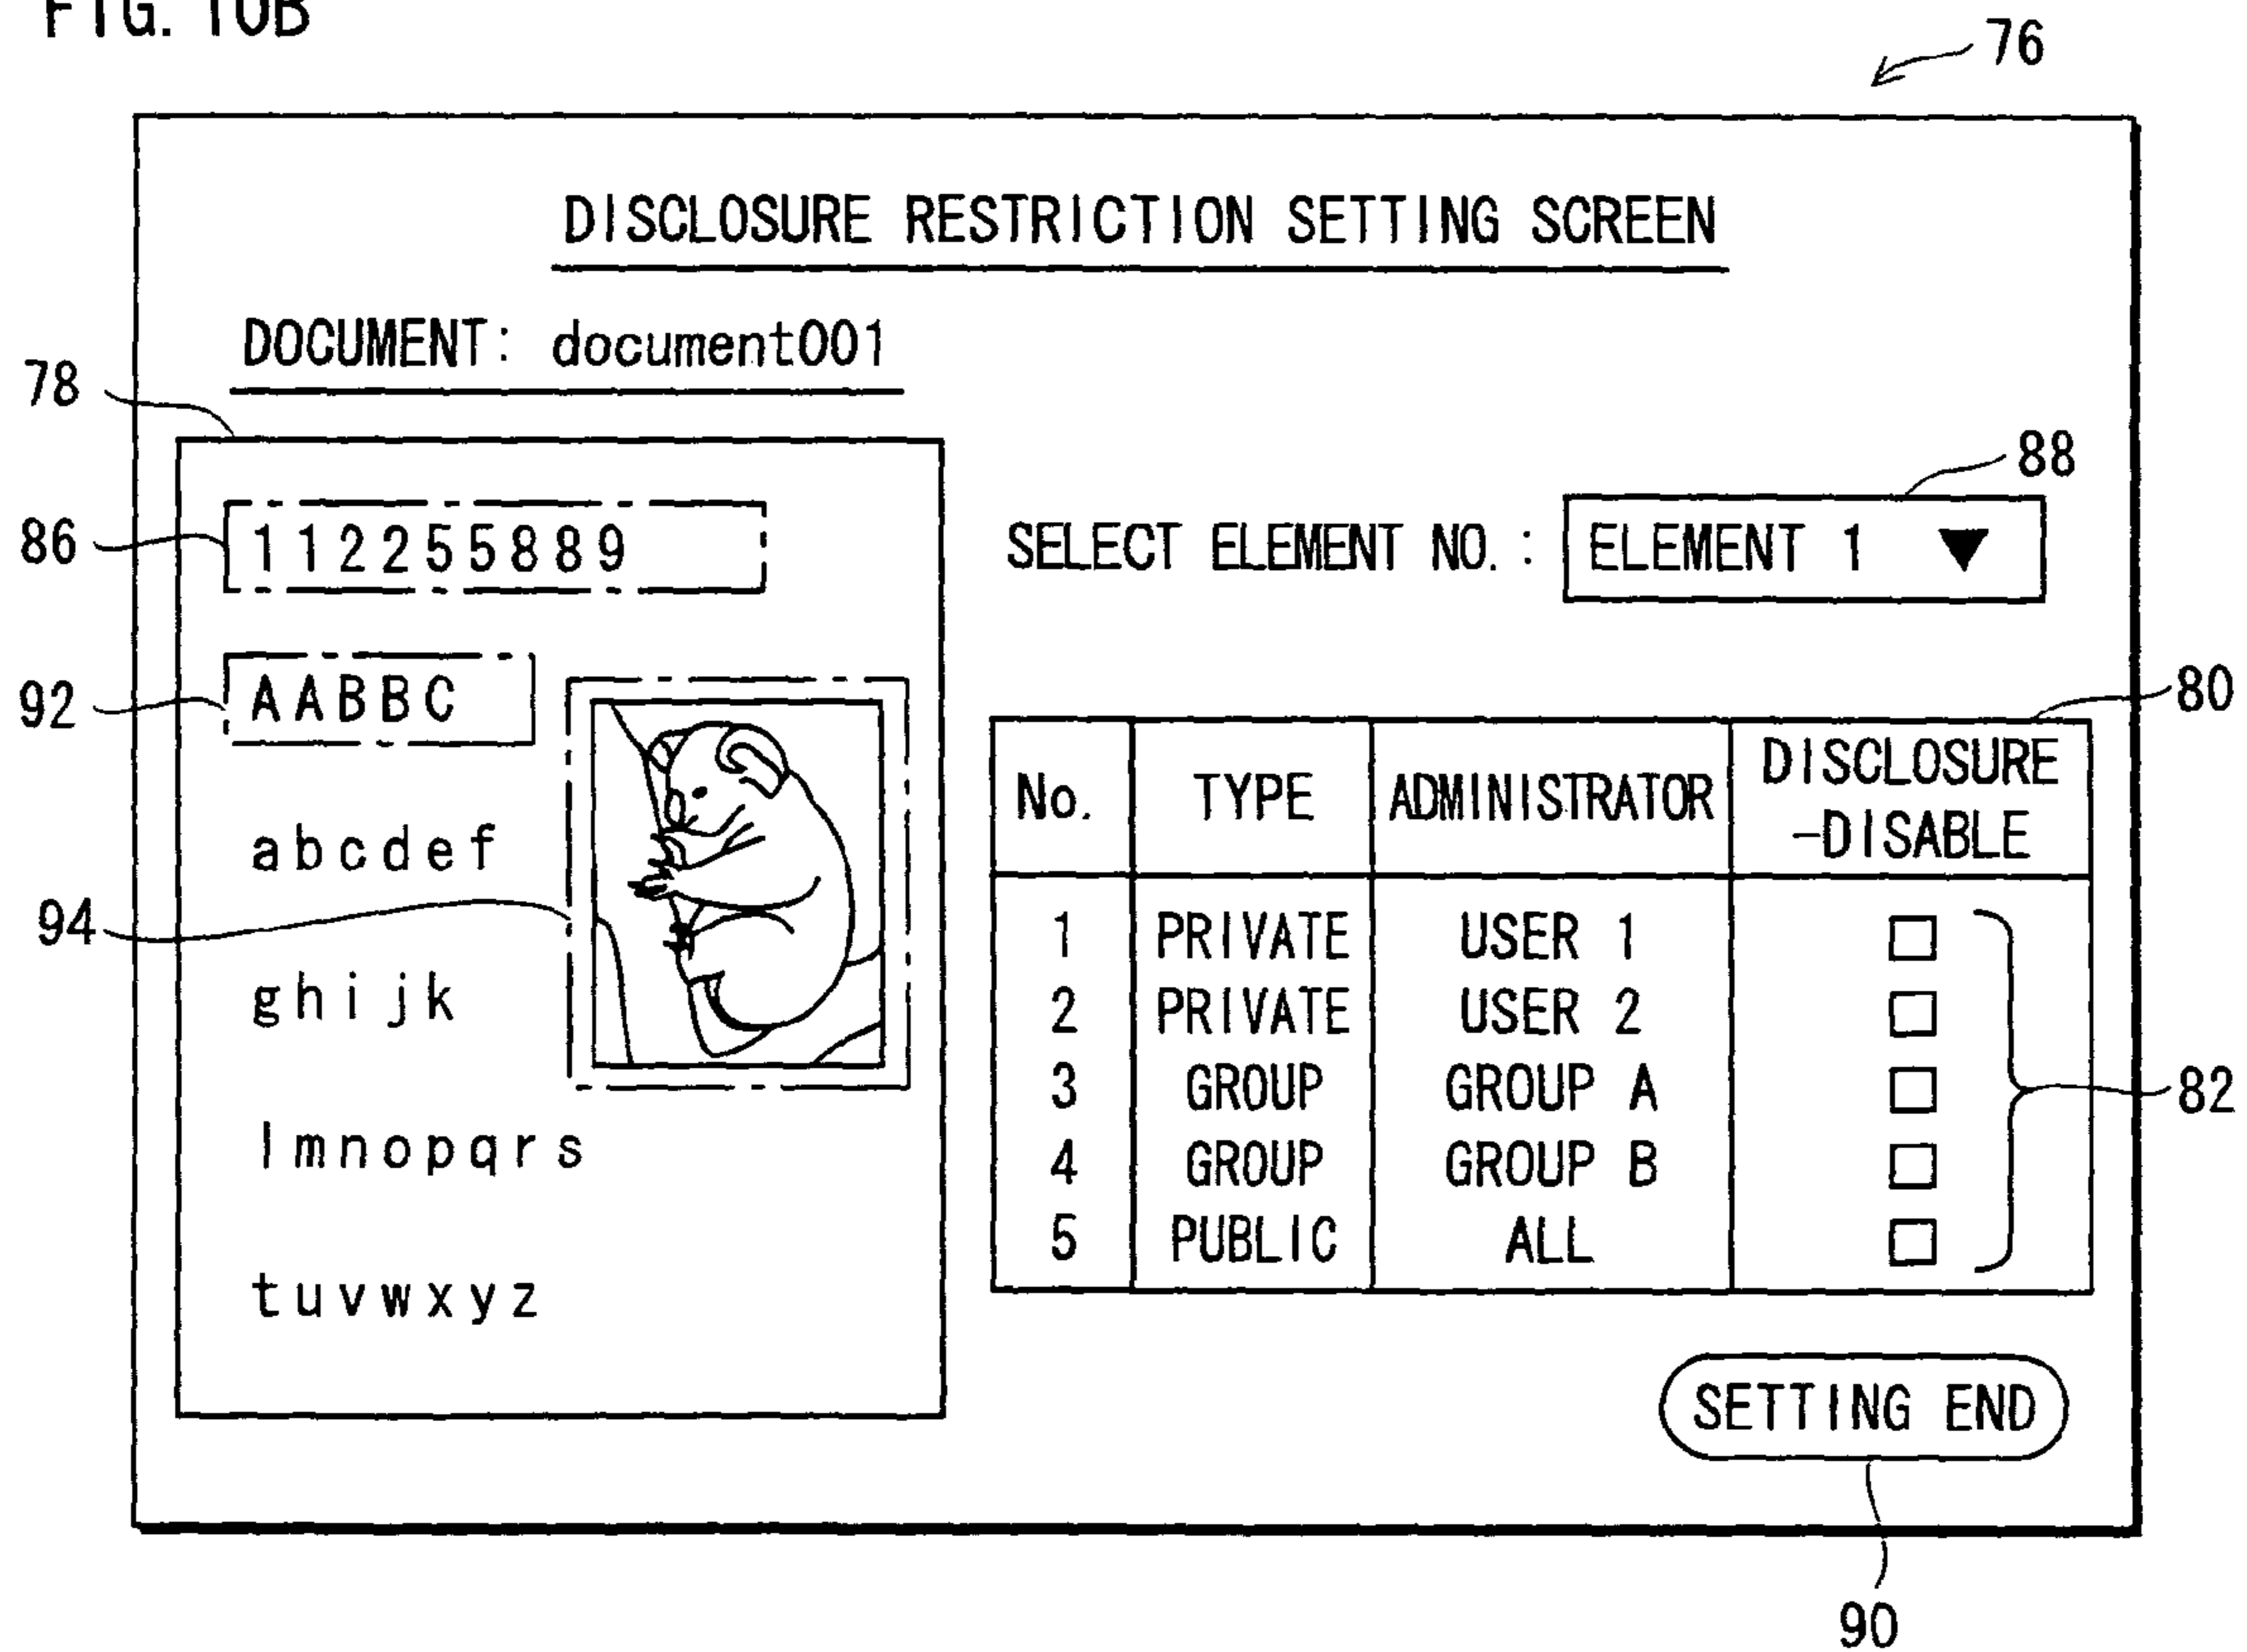 FIG. 10B
76
DISCLOSURE RESTRICTION SETTING SCREEN
DOCUMENT: document001
78
86
112255889
92
AABBC
abcdef
94
ghijk
lmnopqrs
tuvwxyz
88
SELECT ELEMENT NO.: ELEMENT 1 ▼
80
No. TYPE ADMINISTRATOR DISCLOSURE
-DISABLE
1 PRIVATE USER 1 □
2 PRIVATE USER 2 □
3 GROUP GROUP A □
4 GROUP GROUP B □
5 PUBLIC ALL □
82
SETTING END
90